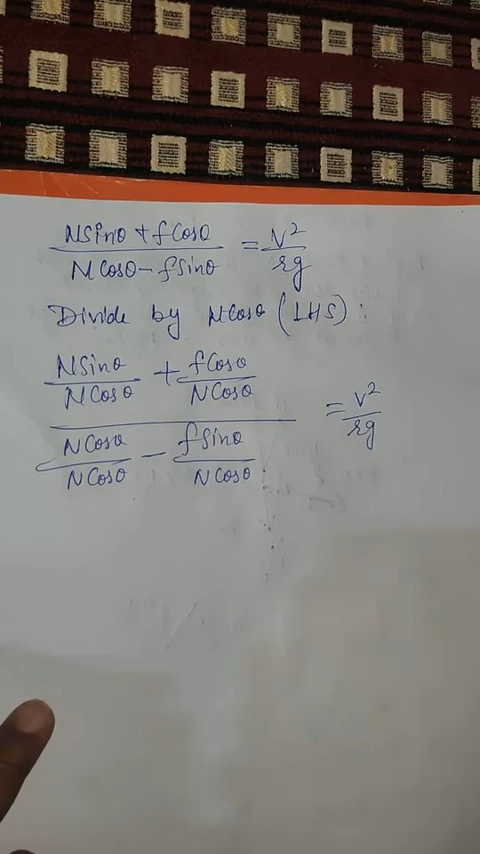 Nsinθ + fCosθ / NCosθ - fSinθ = V² / rg
Divide by NCosθ (LHS) :
NSinθ / NCosθ + fCosθ / NCosθ
NCosθ / NCosθ - fSinθ / NCosθ = V² / rg